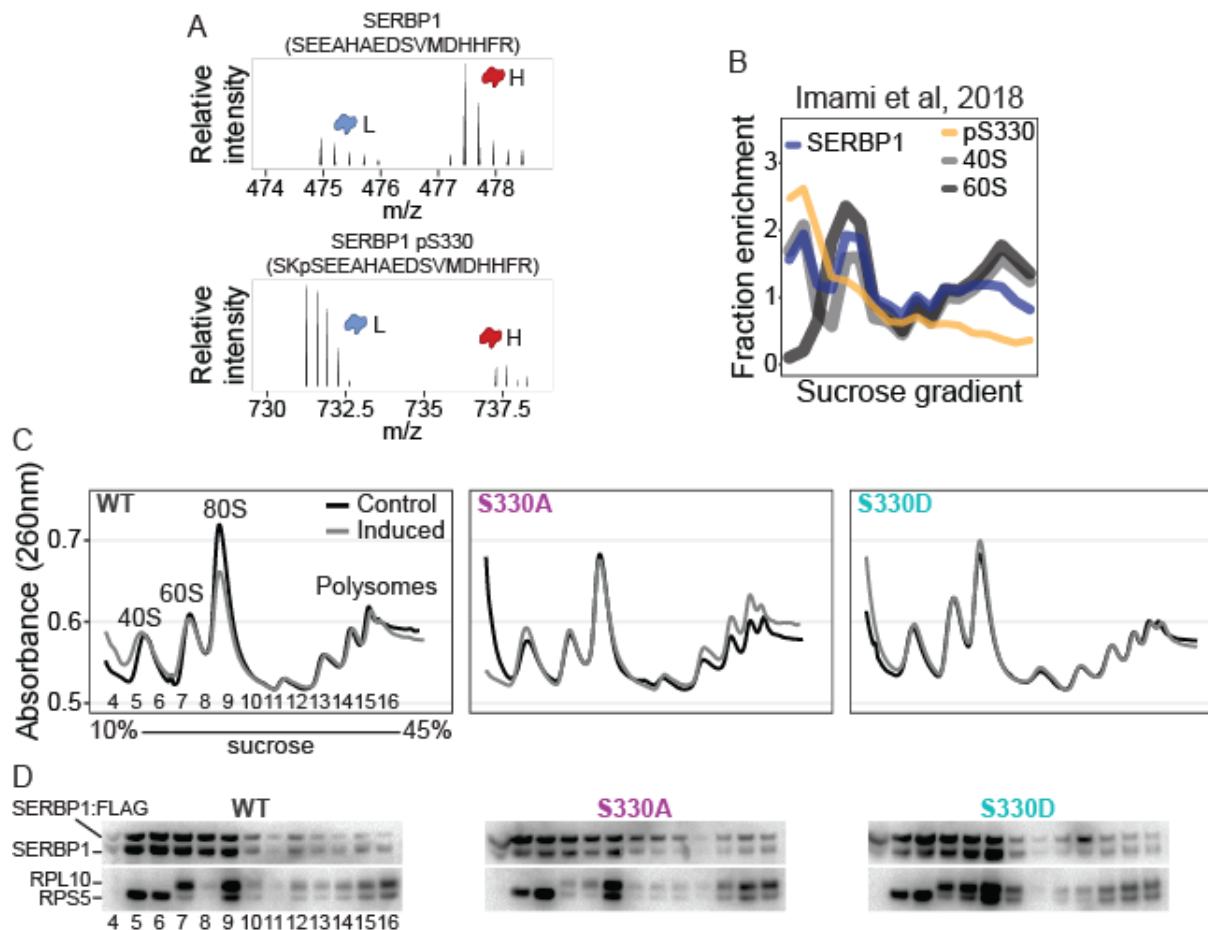 A
SERBP1
(SEEAHAEDSVMDHHFR)
Relative
intensity
L
H
474 475 476 477 478
m/z
SERBP1 pS330
(SKpSEEAHAEDSVMDHHFR)
Relative
intensity
L
H
730 732.5 735 737.5
m/z
B
Imami et al, 2018
SERBP1
pS330
40S
60S
Fraction enrichment
3
2
1
0
Sucrose gradient
C
Absorbance (260nm)
0.7
0.6
0.5
WT
Control
Induced
40S
60S
80S
Polysomes
4 5 6 7 8 9 10 11 12 13 14 15 16
10% sucrose 45%
S330A
S330D
D
WT
S330A
S330D
SERBP1:FLAG
SERBP1
RPL10
RPS5
4 5 6 7 8 9 10 11 12 13 14 15 16